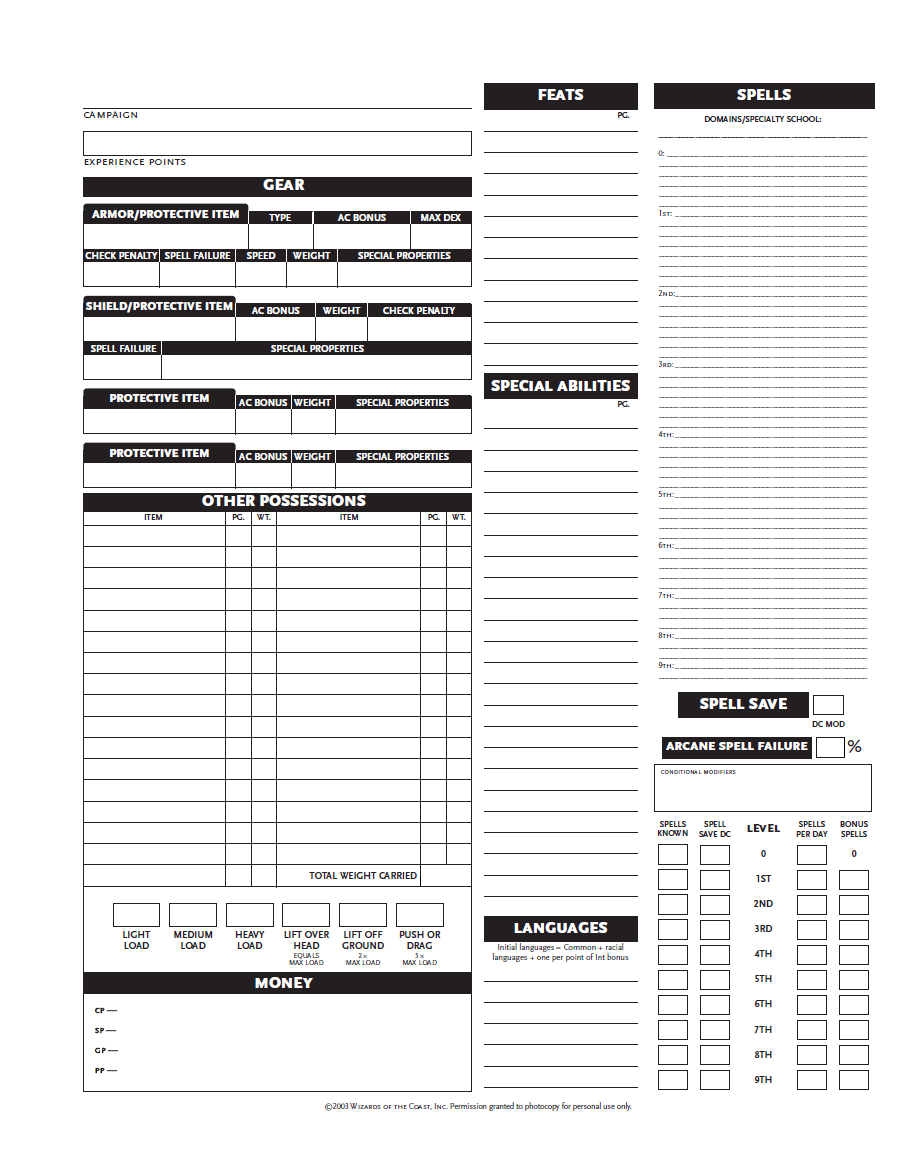 CAMPAIGN
EXPERIENCE POINTS
GEAR
ARMOR/PROTECTIVE ITEM TYPE AC BONUS MAX DEX
CHECK PENALTY SPELL FAILURE SPEED WEIGHT SPECIAL PROPERTIES
SHIELD/PROTECTIVE ITEM AC BONUS WEIGHT CHECK PENALTY
SPELL FAILURE SPECIAL PROPERTIES
PROTECTIVE ITEM AC BONUS WEIGHT SPECIAL PROPERTIES
PROTECTIVE ITEM AC BONUS WEIGHT SPECIAL PROPERTIES
OTHER POSSESSIONS
ITEM PG. WT. ITEM PG. WT.
TOTAL WEIGHT CARRIED
LIGHT LOAD
MEDIUM LOAD
HEAVY LOAD
LIFT OVER HEAD
EQUALS MAX LOAD
LIFT OFF GROUND
2× MAX LOAD
PUSH OR DRAG
5× MAX LOAD
MONEY
CP —
SP —
GP —
PP —
FEATS
PG.
SPECIAL ABILITIES
PG.
LANGUAGES
Initial languages = Common + racial
languages + one per point of Int bonus
SPELLS
DOMAINS/SPECIALTY SCHOOL:
0:
1ST:
2ND:
3RD:
4TH:
5TH:
6TH:
7TH:
8TH:
9TH:
SPELL SAVE
DC MOD
ARCANE SPELL FAILURE %
CONDITIONAL MODIFIERS
SPELLS KNOWN SPELL SAVE DC LEVEL SPELLS PER DAY BONUS SPELLS
0 0
1ST
2ND
3RD
4TH
5TH
6TH
7TH
8TH
9TH
©2003 WIZARDS OF THE COAST, INC. Permission granted to photocopy for personal use only.